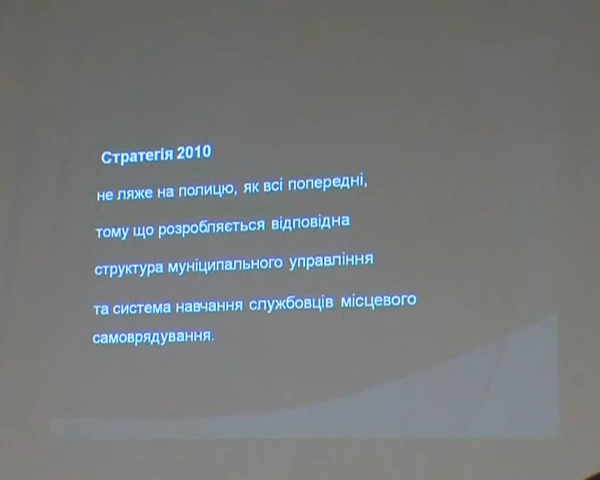 Стратегія 2010
не ляже на полицю, як всі попередні,
тому що розробляється відповідна
структура муніципального управління
та система навчання службовців місцевого
самоврядування.